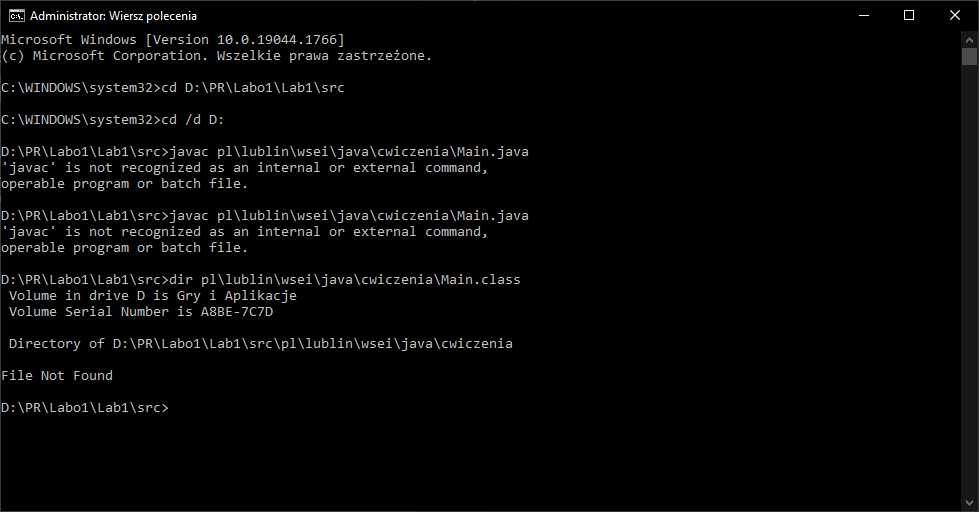 Administrator: Wiersz polecenia
Microsoft Windows [Version 10.0.19044.1766]
(c) Microsoft Corporation. Wszelkie prawa zastrzeżone.
C:\WINDOWS\system32>cd D:\PR\Labo1\Lab1\src
C:\WINDOWS\system32>cd /d D:
D:\PR\Labo1\Lab1\src>javac pl\lublin\wsei\java\cwiczenia\Main.java
'javac' is not recognized as an internal or external command,
operable program or batch file.
D:\PR\Labo1\Lab1\src>javac pl\lublin\wsei\java\cwiczenia\Main.java
'javac' is not recognized as an internal or external command,
operable program or batch file.
D:\PR\Labo1\Lab1\src>dir pl\lublin\wsei\java\cwiczenia\Main.class
Volume in drive D is Gry i Aplikacje
Volume Serial Number is A8BE-7C7D
Directory of D:\PR\Labo1\Lab1\src\pl\lublin\wsei\java\cwiczenia
File Not Found
D:\PR\Labo1\Lab1\src>